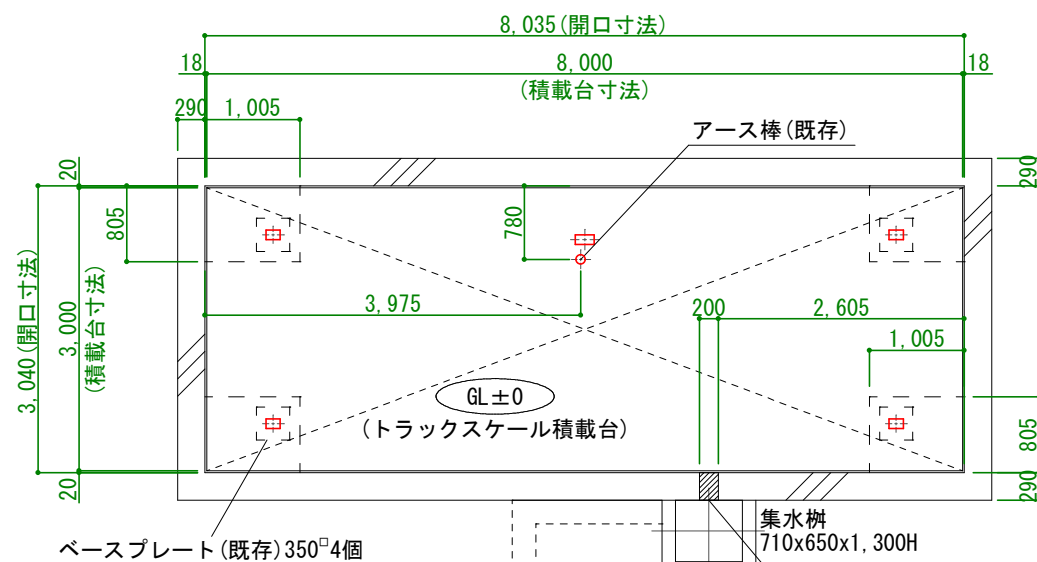 8,035(開口寸法)
18
8,000
18
(積載台寸法)
290
1,005
アース棒(既存)
20
290
805
780
3,040(開口寸法)
3,000
(積載台寸法)
3,975
200
2,605
1,005
GL±0
(トラックスケール積載台)
805
20
290
集水桝
710x650x1,300H
ベースプレート(既存)350□4個